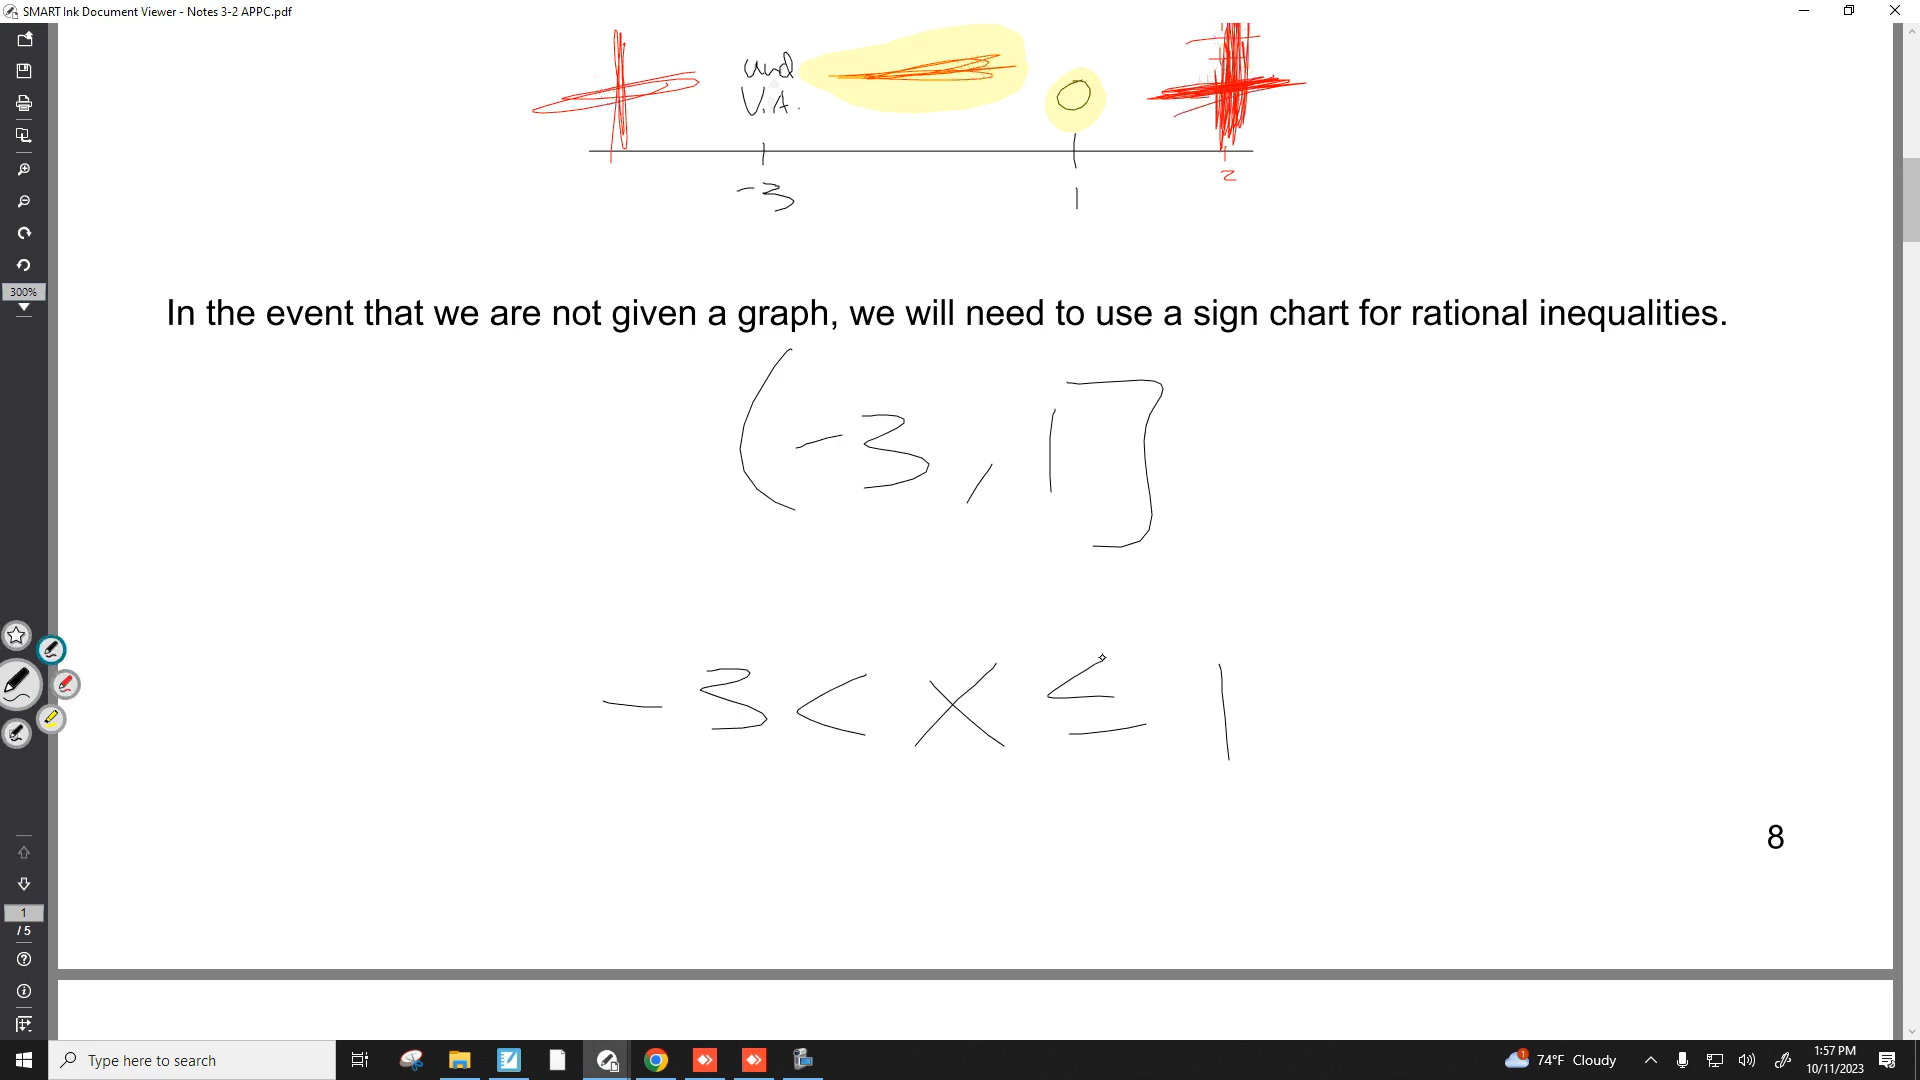 SMART Ink Document Viewer - Notes 3-2 APPC.pdf
und
V.A.
0
-3
1
2
In the event that we are not given a graph, we will need to use a sign chart for rational inequalities.
(-3, 1]
-3 < x ≤ 1
8
300%
1
/ 5
Type here to search
1
74°F Cloudy
1:57 PM
10/11/2023